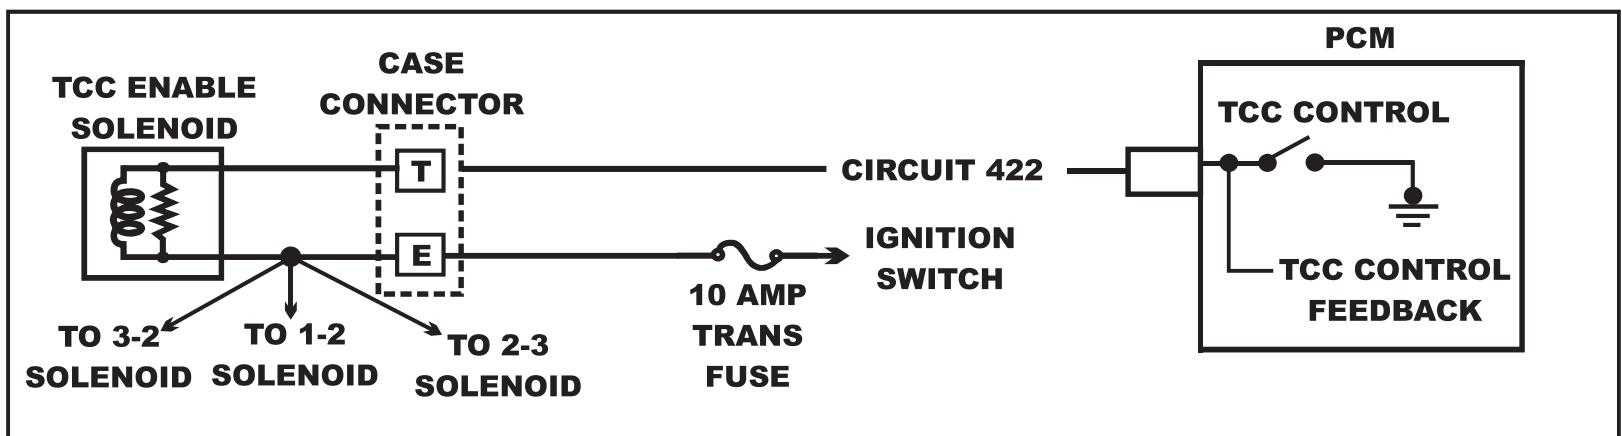 PCM
CASE
CONNECTOR
TCC ENABLE
SOLENOID
TCC CONTROL
T
CIRCUIT 422
E
IGNITION
SWITCH
10 AMP
TRANS
FUSE
TCC CONTROL
FEEDBACK
TO 3-2
SOLENOID
TO 1-2
SOLENOID
TO 2-3
SOLENOID